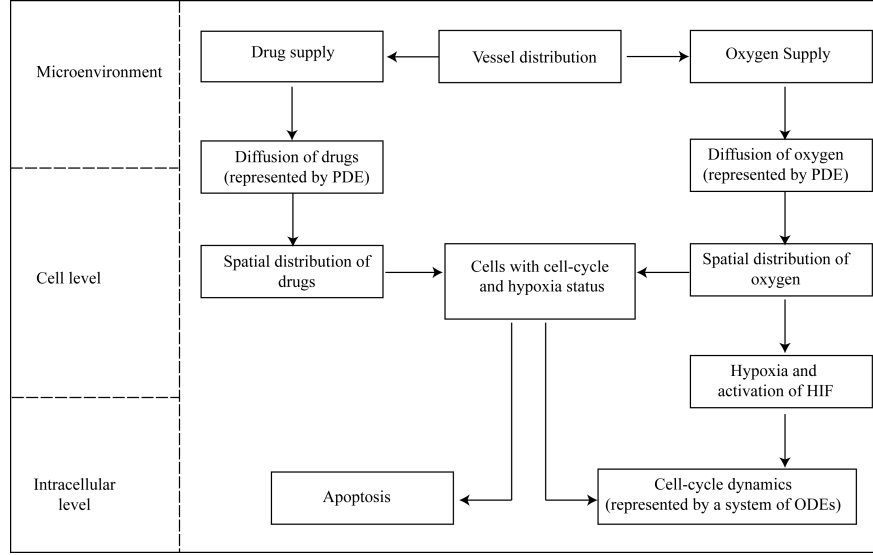 Microenvironment
Drug supply
Vessel distribution
Oxygen Supply
Diffusion of drugs
(represented by PDE)
Diffusion of oxygen
(represented by PDE)
Cell level
Spatial distribution of
drugs
Cells with cell-cycle
and hypoxia status
Spatial distribution of
oxygen
Hypoxia and
activation of HIF
Intracellular
level
Apoptosis
Cell-cycle dynamics
(represented by a system of ODEs)